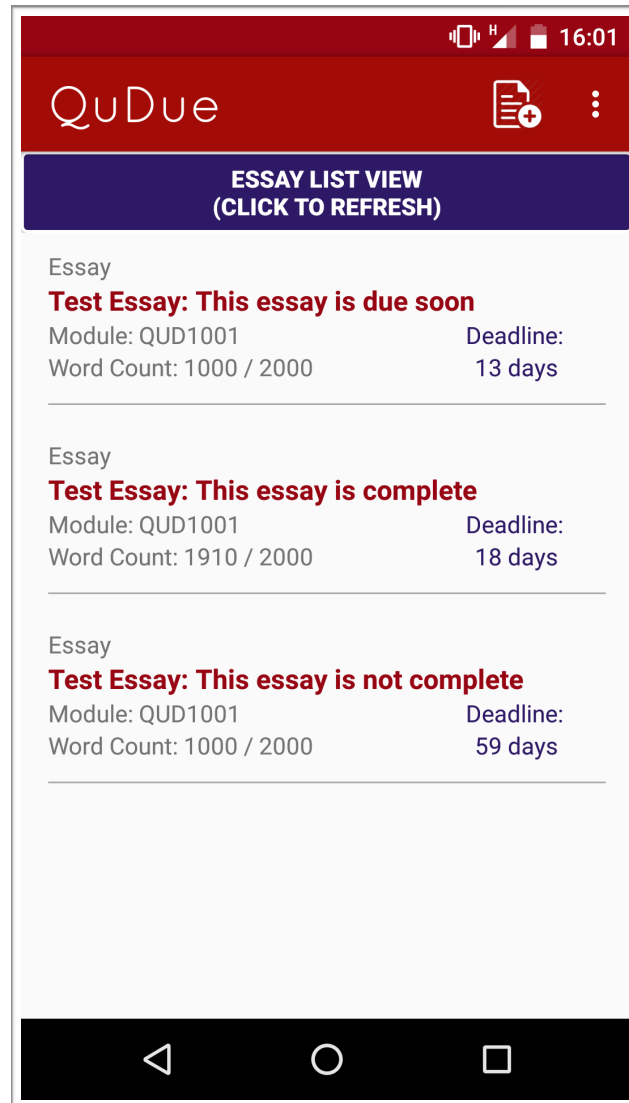 H 16:01
QuDue
ESSAY LIST VIEW
(CLICK TO REFRESH)
Essay
Test Essay: This essay is due soon
Module: QUD1001 Deadline:
Word Count: 1000 / 2000 13 days
Essay
Test Essay: This essay is complete
Module: QUD1001 Deadline:
Word Count: 1910 / 2000 18 days
Essay
Test Essay: This essay is not complete
Module: QUD1001 Deadline:
Word Count: 1000 / 2000 59 days